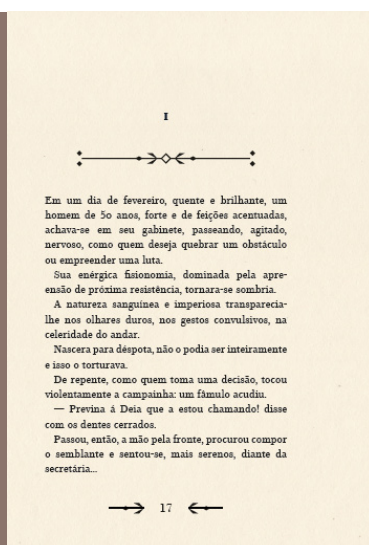 I
Em um dia de fevereiro, quente e brilhante, um
homem de 50 anos, forte e de feições acentuadas,
achava-se em seu gabinete, passeando, agitado,
nervoso, como quem deseja quebrar um obstáculo
ou empreender uma luta.
Sua enérgica fisionomia, dominada pela apre-
ensão de próxima resistência, tornara-se sombria.
A natureza sanguínea e imperiosa transparecia-
lhe nos olhares duros, nos gestos convulsivos, na
celeridade do andar.
Nascera para déspota, não o podia ser inteiramente
e isso o torturava.
De repente, como quem toma uma decisão, tocou
violentamente a campainha: um fâmulo acudiu.
— Previna á Deia que a estou chamando! disse
com os dentes cerrados.
Passou, então, a mão pela fronte, procurou compor
o semblante e sentou-se, mais serenos, diante da
secretária...
17